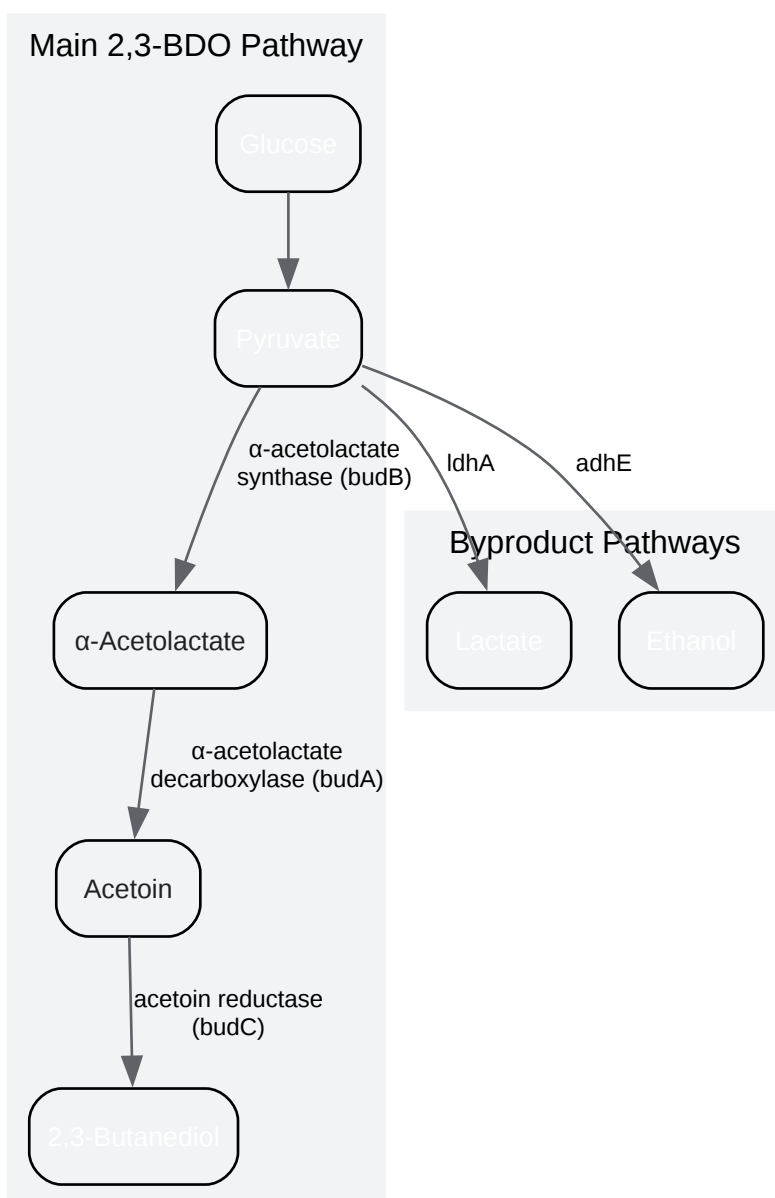 Main 2,3-BDO Pathway
Glucose
Pyruvate
α-acetolactate
synthase (budB)
ldhA
adhE
Byproduct Pathways
α-Acetolactate
Lactate
Ethanol
α-acetolactate
decarboxylase (budA)
Acetoin
acetoin reductase
(budC)
2,3-Butanediol